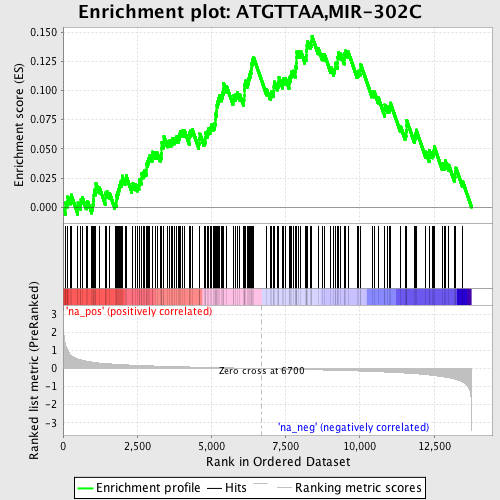 Enrichment plot: ATGTTAA,MIR-302C
Enrichment score (ES)
0.150
0.125
0.100
0.075
0.050
0.025
0.000
'na_pos' (positively correlated)
Ranked list metric (PreRanked)
3
2
1
0
-1
-2
-3
Zero cross at 6700
'na_neg' (negatively correlated)
0
2,500
5,000
7,500
10,000
12,500
Rank in Ordered Dataset
Enrichment profile
Hits
Ranking metric scores